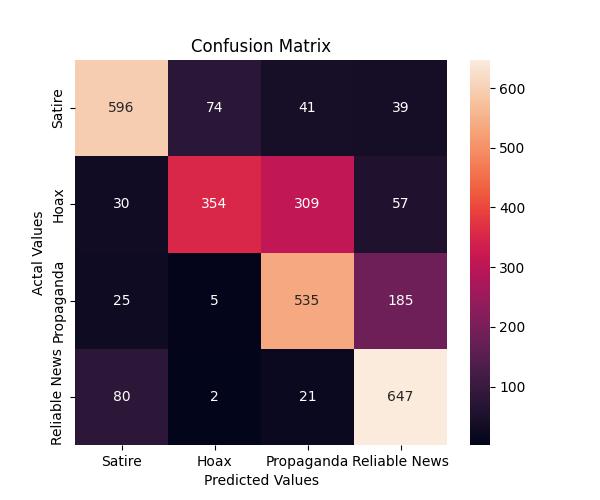 Confusion Matrix
Satire
596 74 41 39
600
500
Hoax
30 354 309 57
400
Actal Values
300
Propaganda
25 5 535 185
200
Reliable News
80 2 21 647
100
Satire Hoax Propaganda Reliable News
Predicted Values